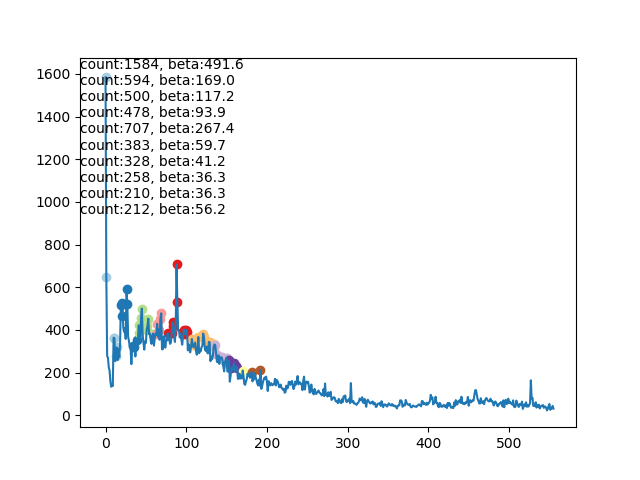 count:1584, beta:491.6
count:594, beta:169.0
count:500, beta:117.2
count:478, beta:93.9
count:707, beta:267.4
count:383, beta:59.7
count:328, beta:41.2
count:258, beta:36.3
count:210, beta:36.3
count:212, beta:56.2
1600
1400
1200
1000
800
600
400
200
0
0 100 200 300 400 500